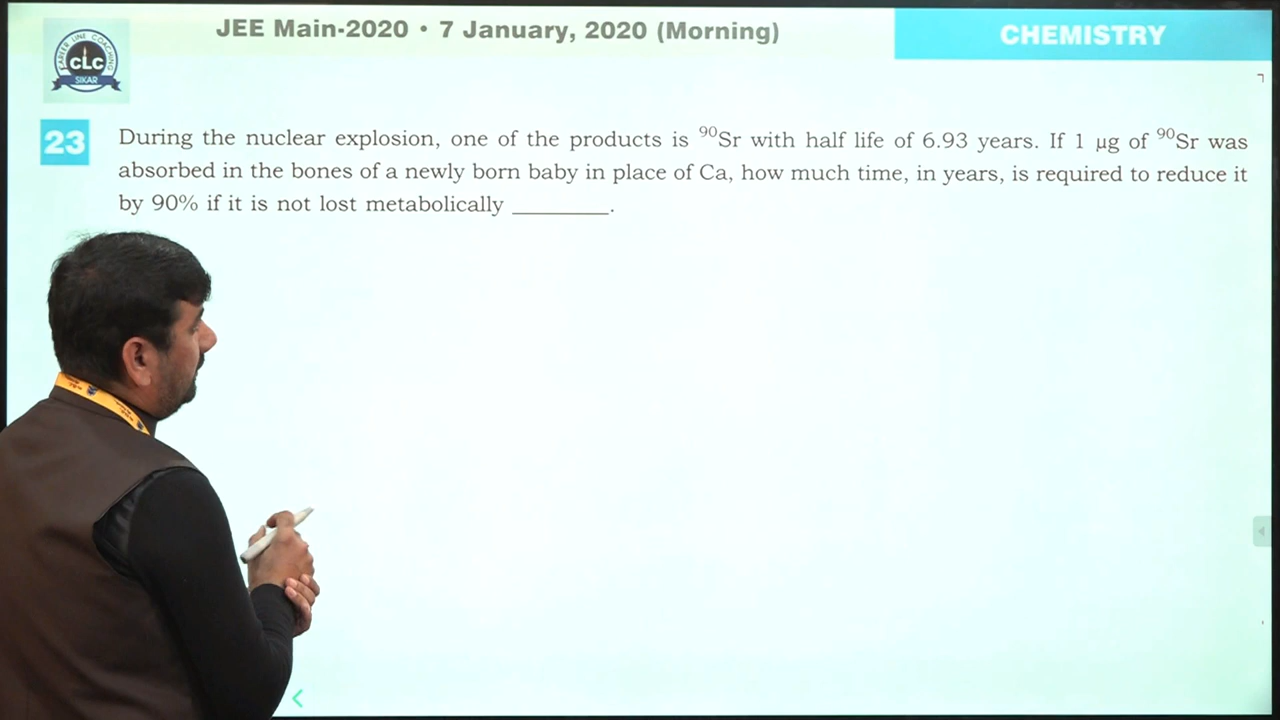 JEE Main-2020 • 7 January, 2020 (Morning)
CHEMISTRY
CAREER LINE COACHING
CLC
SIKAR
23
During the nuclear explosion, one of the products is ⁹⁰Sr with half life of 6.93 years. If 1 µg of ⁹⁰Sr was
absorbed in the bones of a newly born baby in place of Ca, how much time, in years, is required to reduce it
by 90% if it is not lost metabolically ________.